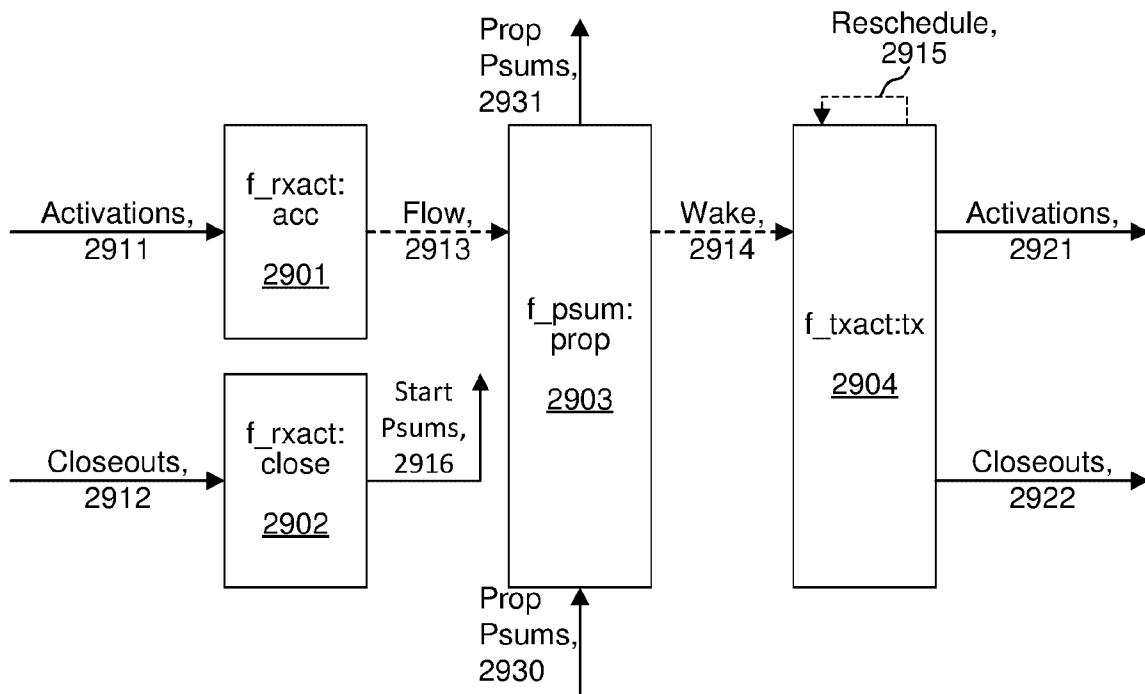 Prop
Psums,
2931
Reschedule,
2915
Activations,
2911
f_rxact:
acc
2901
Flow,
2913
Wake,
2914
Activations,
2921
f_psum:
prop
2903
f_txact:tx
2904
Closeouts,
2912
f_rxact:
close
2902
Start
Psums,
2916
Closeouts,
2922
Prop
Psums,
2930